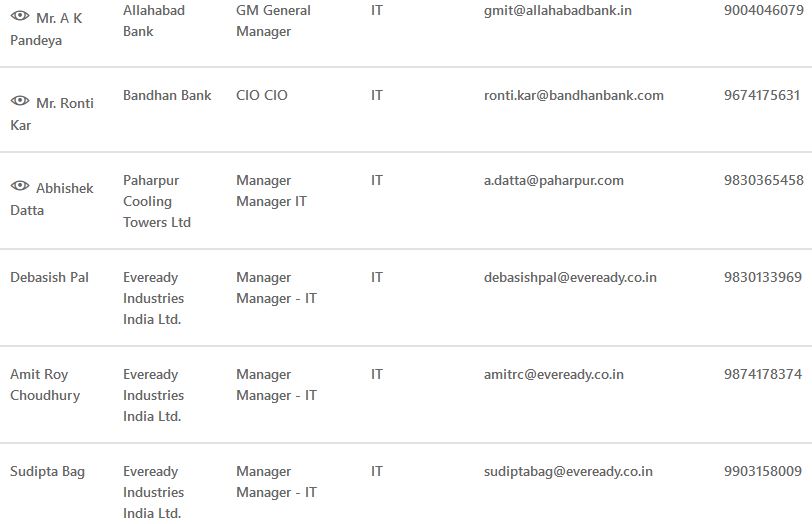 Mr. A K Pandeya Allahabad Bank GM General Manager IT gmit@allahabadbank.in 9004046079
Mr. Ronti Kar Bandhan Bank CIO CIO IT ronti.kar@bandhanbank.com 9674175631
Abhishek Datta Paharpur Cooling Towers Ltd Manager Manager IT IT a.datta@paharpur.com 9830365458
Debasish Pal Eveready Industries India Ltd. Manager Manager - IT IT debasishpal@eveready.co.in 9830133969
Amit Roy Choudhury Eveready Industries India Ltd. Manager Manager - IT IT amitrc@eveready.co.in 9874178374
Sudipta Bag Eveready Industries India Ltd. Manager Manager - IT IT sudiptabag@eveready.co.in 9903158009